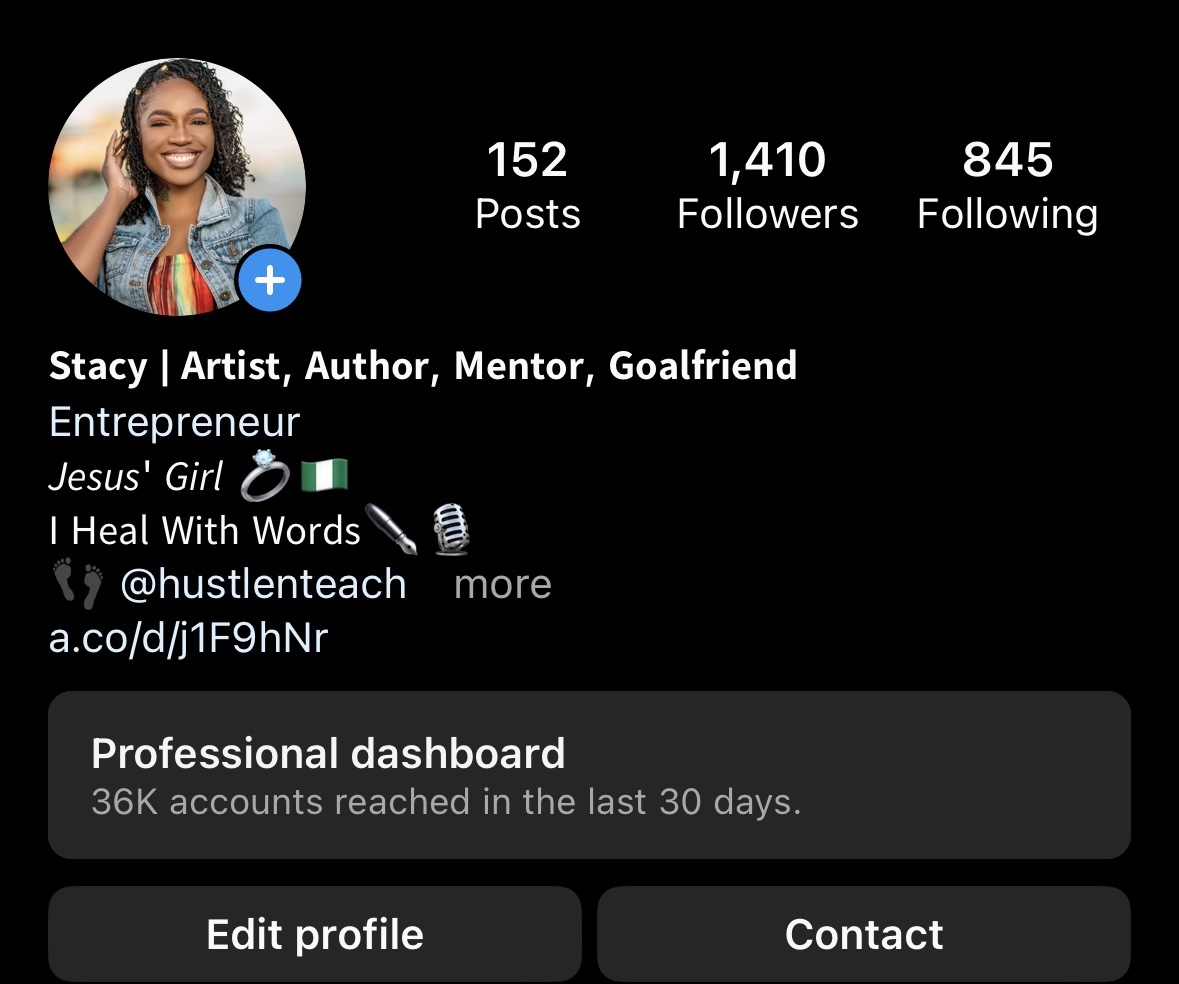 152 1,410 845
Posts Followers Following
Stacy | Artist, Author, Mentor, Goalfriend
Entrepreneur
Jesus' Girl 💍🇳🇬
I Heal With Words✒️🎙️
👣 @hustlenteach more
a.co/d/j1F9hNr
Professional dashboard
36K accounts reached in the last 30 days.
Edit profile Contact